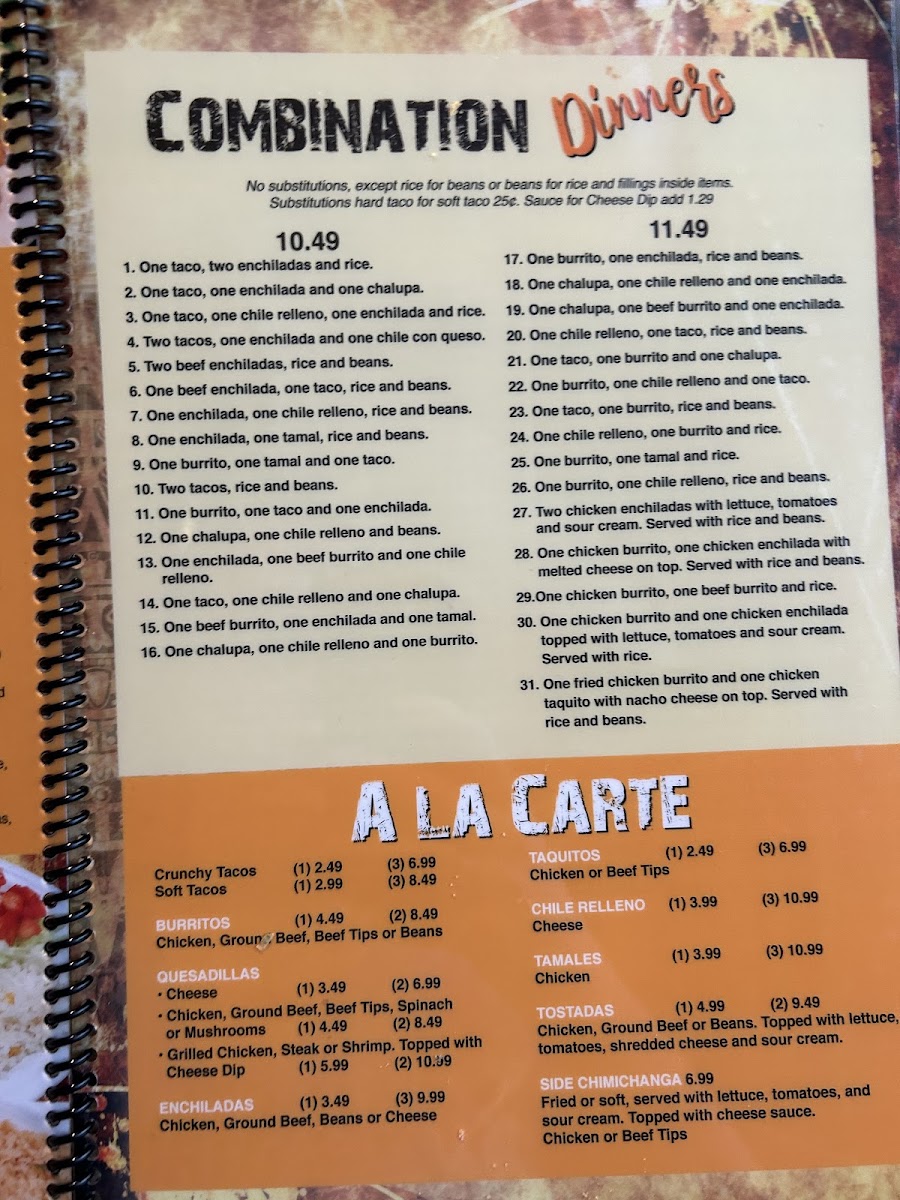 COMBINATION Dinners
No substitutions, except rice for beans or beans for rice and fillings inside items.
Substitutions hard taco for soft taco 25¢. Sauce for Cheese Dip add 1.29
10.49
1. One taco, two enchiladas and rice.
2. One taco, one enchilada and one chalupa.
3. One taco, one chile relleno, one enchilada and rice.
4. Two tacos, one enchilada and one chile con queso.
5. Two beef enchiladas, rice and beans.
6. One beef enchilada, one taco, rice and beans.
7. One enchilada, one chile relleno, rice and beans.
8. One enchilada, one tamal, rice and beans.
9. One burrito, one tamal and one taco.
10. Two tacos, rice and beans.
11. One burrito, one taco and one enchilada.
12. One chalupa, one chile relleno and beans.
13. One enchilada, one beef burrito and one chile
relleno.
14. One taco, one chile relleno and one chalupa.
15. One beef burrito, one enchilada and one tamal.
16. One chalupa, one chile relleno and one burrito.
11.49
17. One burrito, one enchilada, rice and beans.
18. One chalupa, one chile relleno and one enchilada.
19. One chalupa, one beef burrito and one enchilada.
20. One chile relleno, one taco, rice and beans.
21. One taco, one burrito and one chalupa.
22. One burrito, one chile relleno and one taco.
23. One taco, one burrito, rice and beans.
24. One chile relleno, one burrito and rice.
25. One burrito, one tamal and rice.
26. One burrito, one chile relleno, rice and beans.
27. Two chicken enchiladas with lettuce, tomatoes
and sour cream. Served with rice and beans.
28. One chicken burrito, one chicken enchilada with
melted cheese on top. Served with rice and beans.
29.One chicken burrito, one beef burrito and rice.
30. One chicken burrito and one chicken enchilada
topped with lettuce, tomatoes and sour cream.
Served with rice.
31. One fried chicken burrito and one chicken
taquito with nacho cheese on top. Served with
rice and beans.
A LA CARTE
Crunchy Tacos (1) 2.49 (3) 6.99
Soft Tacos (1) 2.99 (3) 8.49
BURRITOS (1) 4.49 (2) 8.49
Chicken, Ground Beef, Beef Tips or Beans
QUESADILLAS
• Cheese (1) 3.49 (2) 6.99
• Chicken, Ground Beef, Beef Tips, Spinach
or Mushrooms (1) 4.49 (2) 8.49
• Grilled Chicken, Steak or Shrimp. Topped with
Cheese Dip (1) 5.99 (2) 10.99
ENCHILADAS (1) 3.49 (3) 9.99
Chicken, Ground Beef, Beans or Cheese
TAQUITOS (1) 2.49 (3) 6.99
Chicken or Beef Tips
CHILE RELLENO (1) 3.99 (3) 10.99
Cheese
TAMALES (1) 3.99 (3) 10.99
Chicken
TOSTADAS (1) 4.99 (2) 9.49
Chicken, Ground Beef or Beans. Topped with lettuce,
tomatoes, shredded cheese and sour cream.
SIDE CHIMICHANGA 6.99
Fried or soft, served with lettuce, tomatoes, and
sour cream. Topped with cheese sauce.
Chicken or Beef Tips